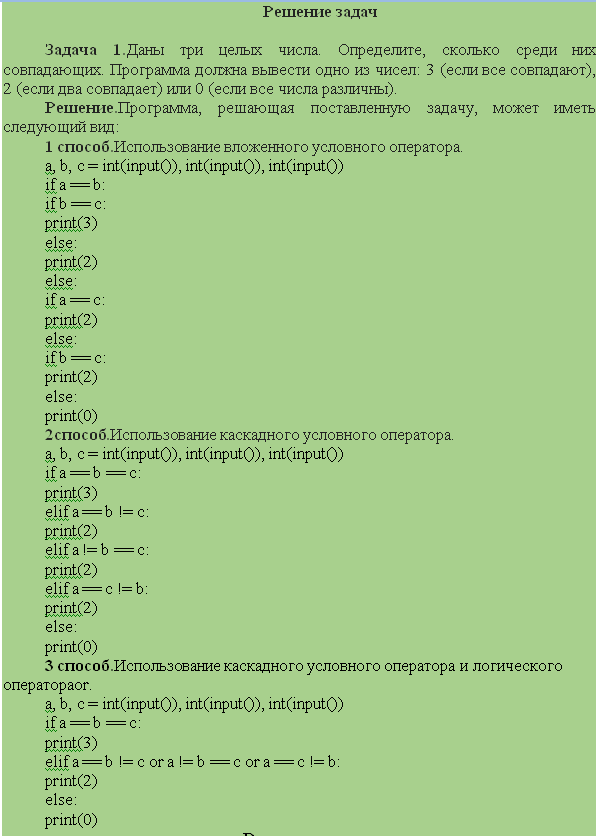 Решение задач
Задача 1.Даны три целых числа. Определите, сколько среди них
совпадающих. Программа должна вывести одно из чисел: 3 (если все совпадают),
2 (если два совпадает) или 0 (если все числа различны).
Решение.Программа, решающая поставленную задачу, может иметь
следующий вид:
1 способ.Использование вложенного условного оператора.
a, b, c = int(input()), int(input()), int(input())
if a == b:
if b == c:
print(3)
else:
print(2)
else:
if a == c:
print(2)
else:
if b == c:
print(2)
else:
print(0)
2способ.Использование каскадного условного оператора.
a, b, c = int(input()), int(input()), int(input())
if a == b == c:
print(3)
elif a == b != c:
print(2)
elif a != b == c:
print(2)
elif a == c != b:
print(2)
else:
print(0)
3 способ.Использование каскадного условного оператора и логического
оператораor.
a, b, c = int(input()), int(input()), int(input())
if a == b == c:
print(3)
elif a == b != c or a != b == c or a == c != b:
print(2)
else:
print(0)